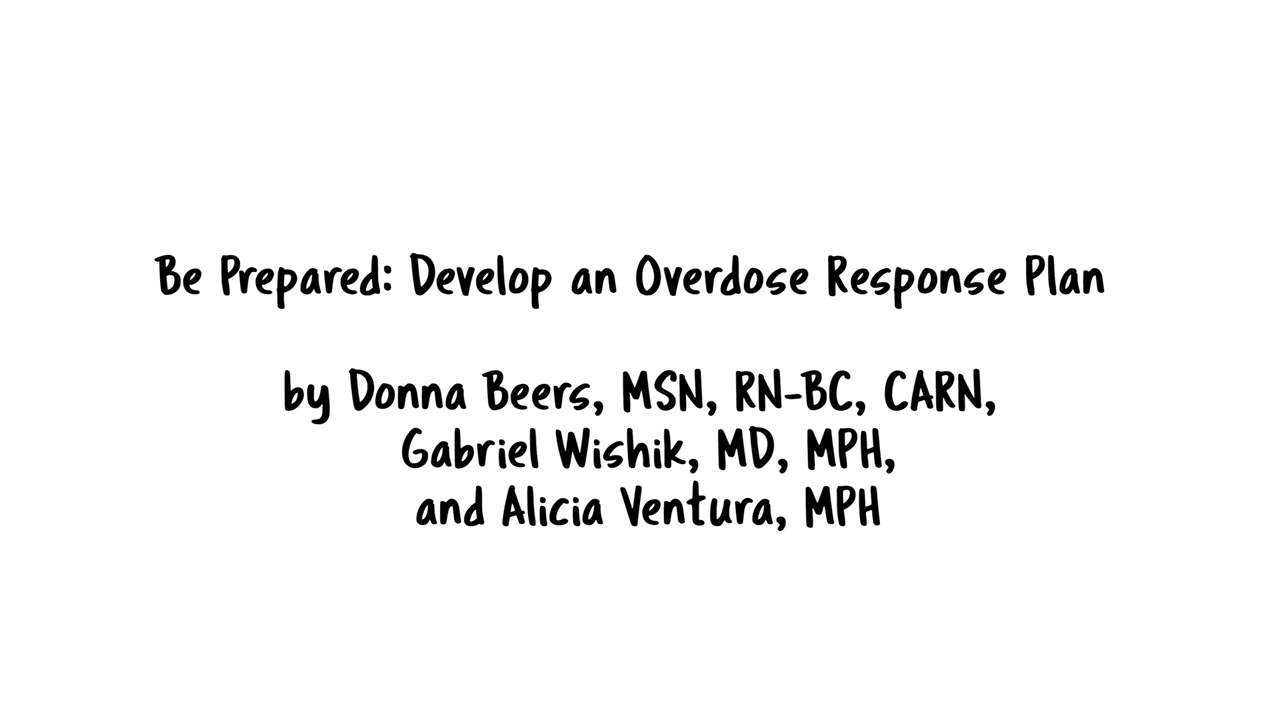 Be Prepared: Develop an Overdose Response Plan
by Donna Beers, MSN, RN-BC, CARN,
Gabriel Wishik, MD, MPH,
and Alicia Ventura, MPH